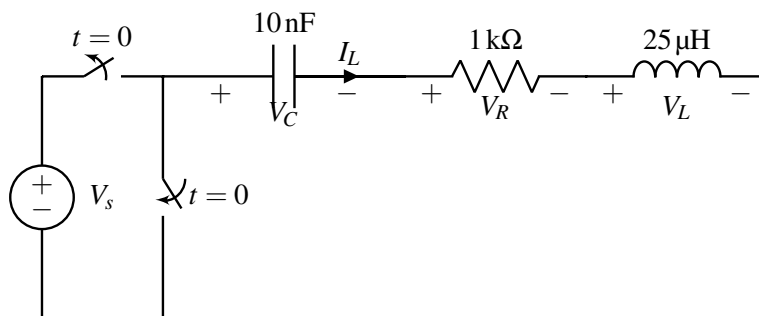 10 nF
1 kΩ
25 µH
t = 0
I_L
+ − + − + −
V_C
V_R
V_L
+
−
V_s
t = 0